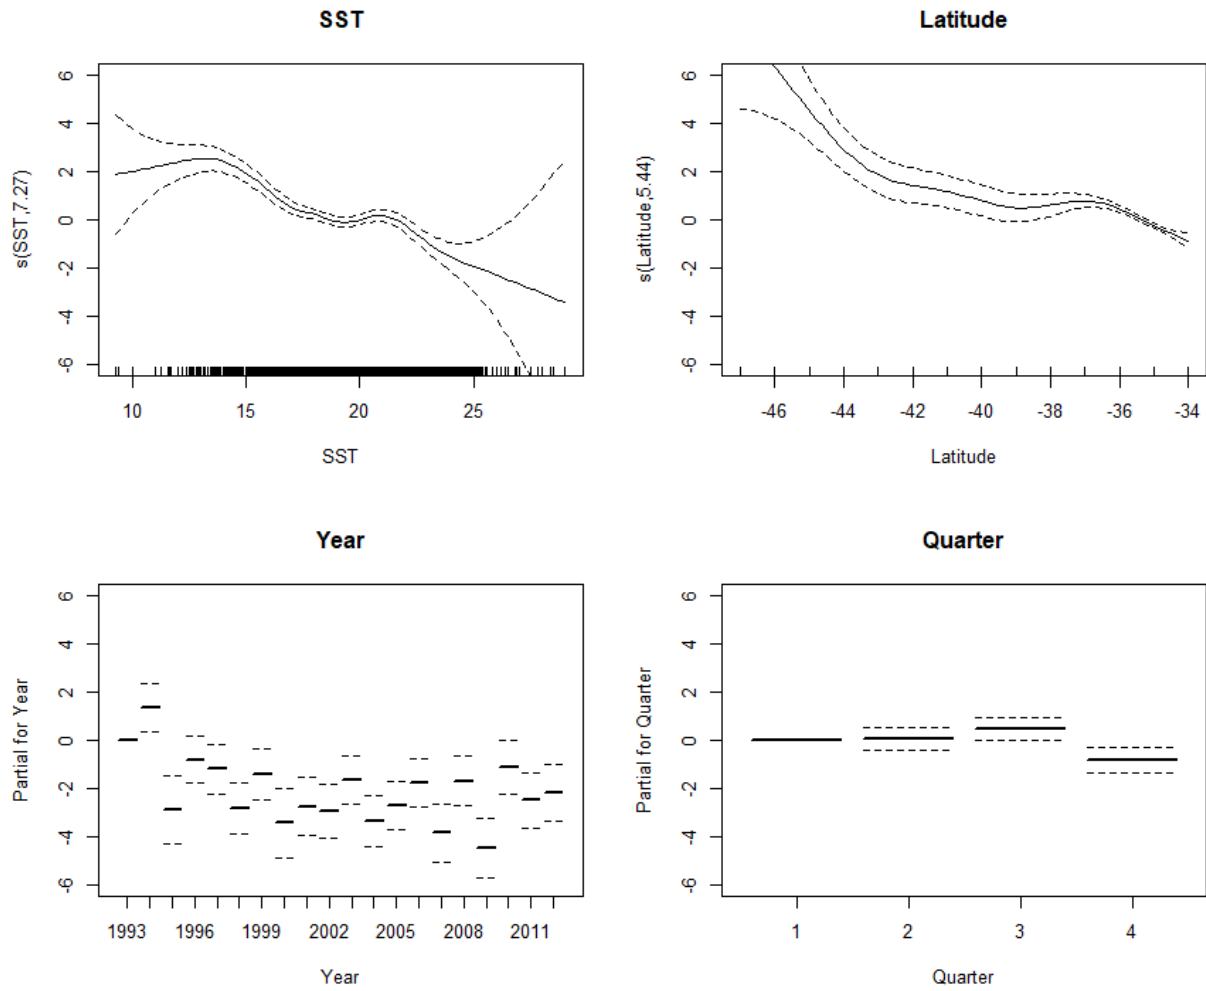 SST
s(SST,7.27)
6
4
2
0
-2
-4
-6
10 15 20 25
SST
Latitude
s(Latitude,5.44)
6
4
2
0
-2
-4
-6
-46 -44 -42 -40 -38 -36 -34
Latitude
Year
Partial for Year
6
4
2
0
-2
-4
-6
1993 1996 1999 2002 2005 2008 2011
Year
Quarter
Partial for Quarter
6
4
2
0
-2
-4
-6
1 2 3 4
Quarter